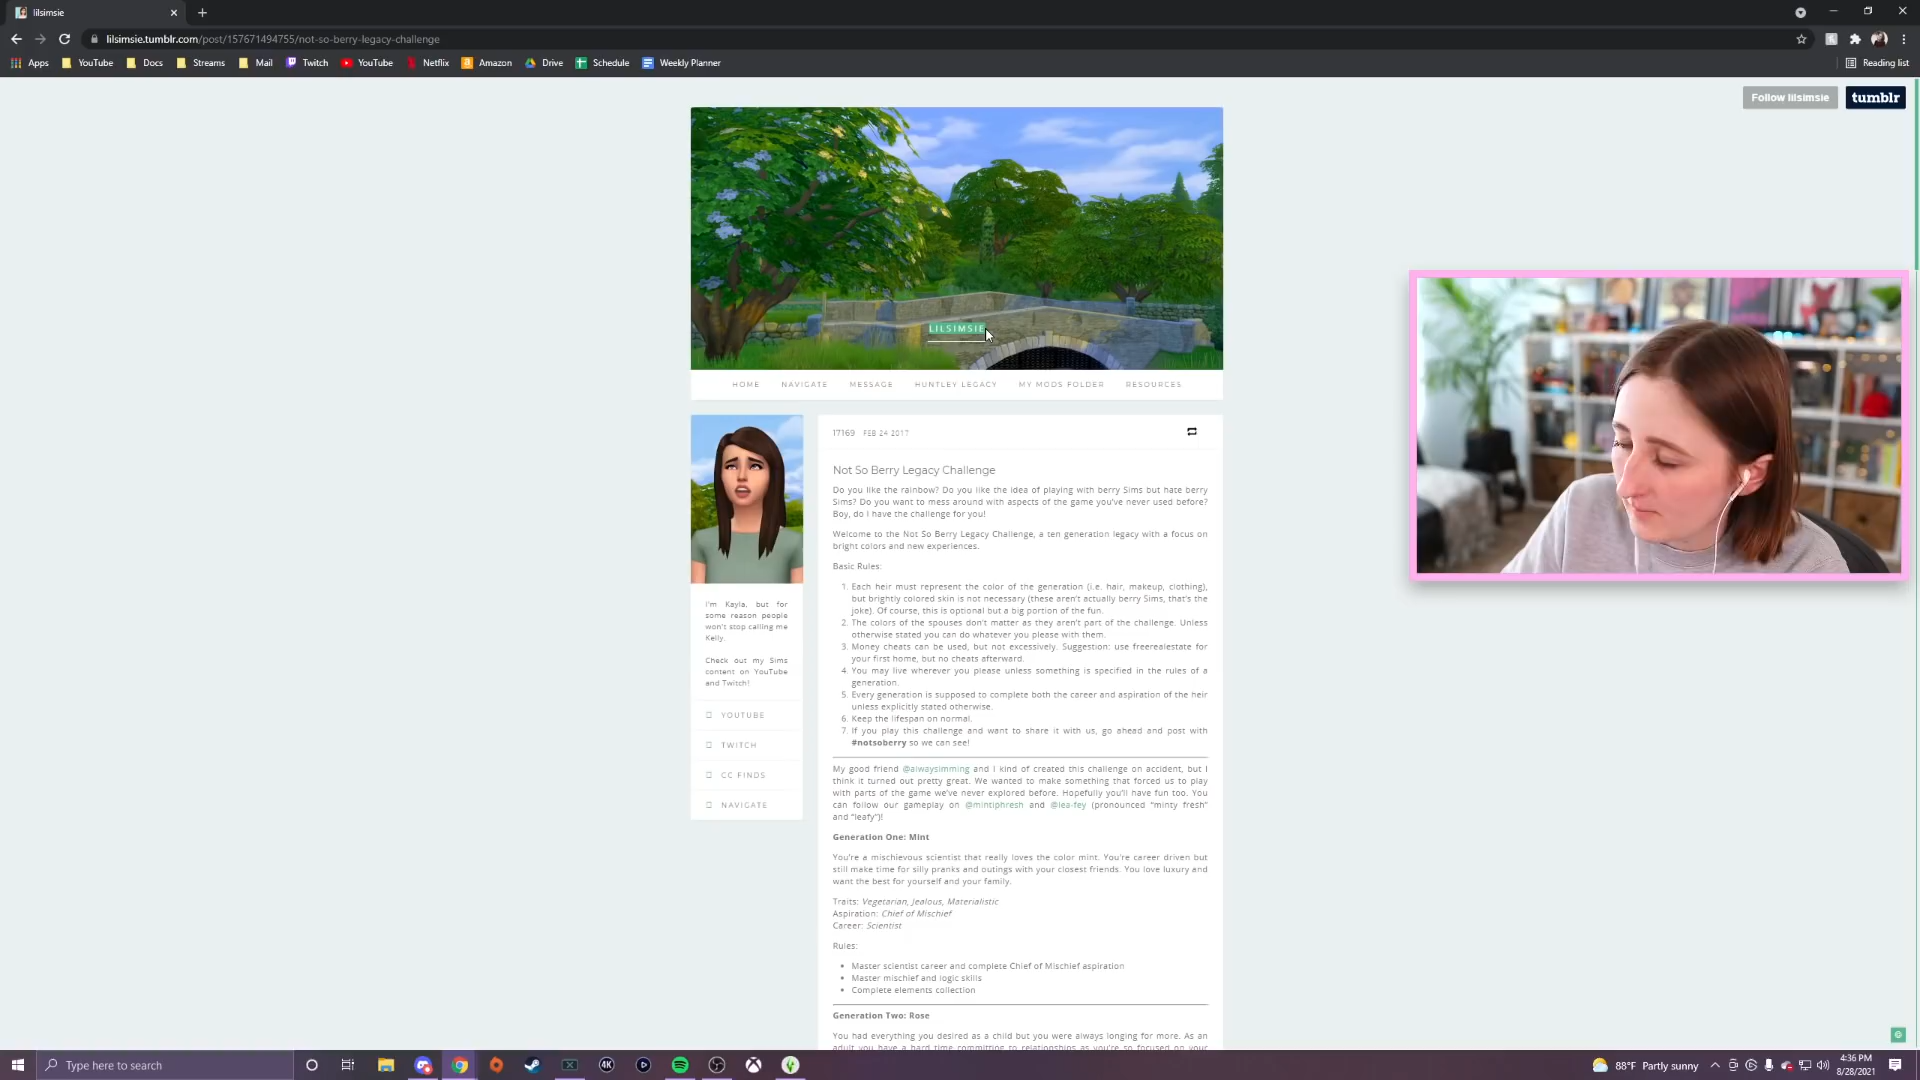 lilsimsie
lilsimsie.tumblr.com/post/157671494755/not-so-berry-legacy-challenge
Apps YouTube Docs Streams Mail Twitch YouTube Netflix Amazon Drive Schedule Weekly Planner Reading list
Follow lilsimsie tumblr
LILSIMSIE
HOME NAVIGATE MESSAGE HUNTLEY LEGACY MY MODS FOLDER RESOURCES
I'm Kayla, but for
some reason people
won't stop calling me
Kelly.
Check out my Sims
content on YouTube
and Twitch!
YOUTUBE
TWITCH
CC FINDS
NAVIGATE
17169 FEB 24 2017
Not So Berry Legacy Challenge
Do you like the rainbow? Do you like the idea of playing with berry Sims but hate berry
Sims? Do you want to mess around with aspects of the game you've never used before?
Boy, do I have the challenge for you!
Welcome to the Not So Berry Legacy Challenge, a ten generation legacy with a focus on
bright colors and new experiences.
Basic Rules:
1. Each heir must represent the color of the generation (i.e. hair, makeup, clothing),
but brightly colored skin is not necessary (these aren't actually berry Sims, that's the
joke). Of course, this is optional but a big portion of the fun.
2. The colors of the spouses don't matter as they aren't part of the challenge. Unless
otherwise stated you can do whatever you please with them.
3. Money cheats can be used, but not excessively. Suggestion: use freerealestate for
your first home, but no cheats afterward.
4. You may live wherever you please unless something is specified in the rules of a
generation.
5. Every generation is supposed to complete both the career and aspiration of the heir
unless explicitly stated otherwise.
6. Keep the lifespan on normal.
7. If you play this challenge and want to share it with us, go ahead and post with
#notsoberry so we can see!
My good friend @alwaysimming and I kind of created this challenge on accident, but I
think it turned out pretty great. We wanted to make something that forced us to play
with parts of the game we've never explored before. Hopefully you'll have fun too. You
can follow our gameplay on @mintiphresh and @lea-fey (pronounced "minty fresh"
and "leafy")!
Generation One: Mint
You're a mischievous scientist that really loves the color mint. You're career driven but
still make time for silly pranks and outings with your closest friends. You love luxury and
want the best for yourself and your family.
Traits: Vegetarian, Jealous, Materialistic
Aspiration: Chief of Mischief
Career: Scientist
Rules:
• Master scientist career and complete Chief of Mischief aspiration
• Master mischief and logic skills
• Complete elements collection
Generation Two: Rose
You had everything you desired as a child but you were always longing for more. As an
adult you have a hard time committing to relationships as you're so focused on your
Type here to search
4K
88°F Partly sunny
4:36 PM
8/28/2021